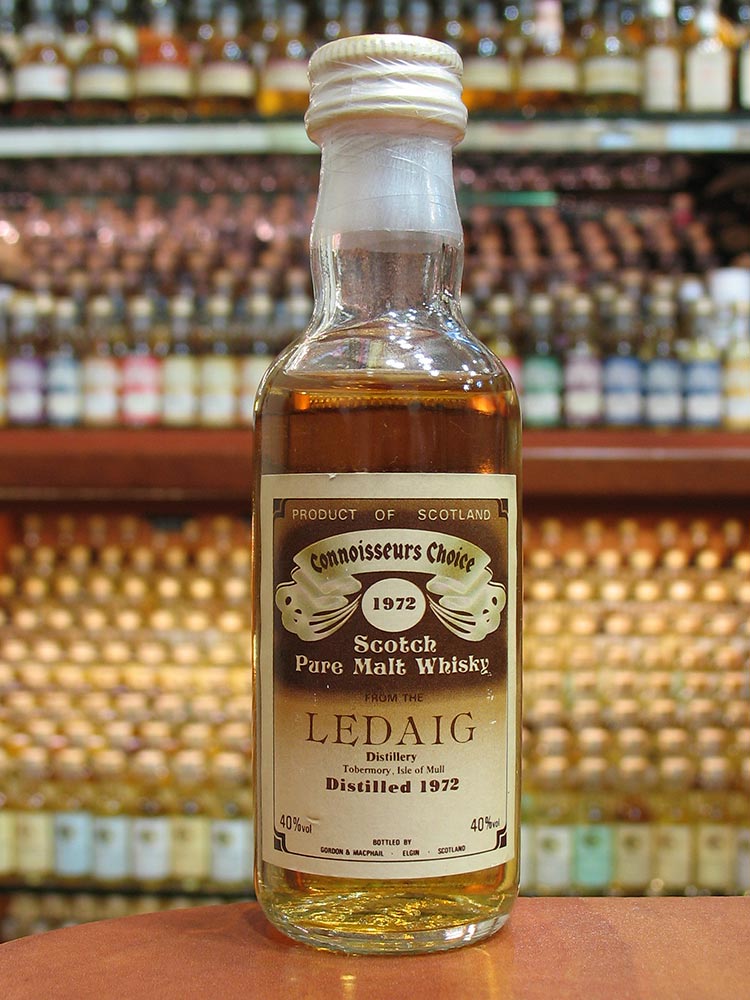 PRODUCT OF SCOTLAND
Connoisseurs Choice
1972
Scotch
Pure Malt Whisky
FROM THE
LEDAIG
Distillery
Tobermory, Isle of Mull
Distilled 1972
40%vol 40%vol
BOTTLED BY
GORDON & MACPHAIL · ELGIN · SCOTLAND